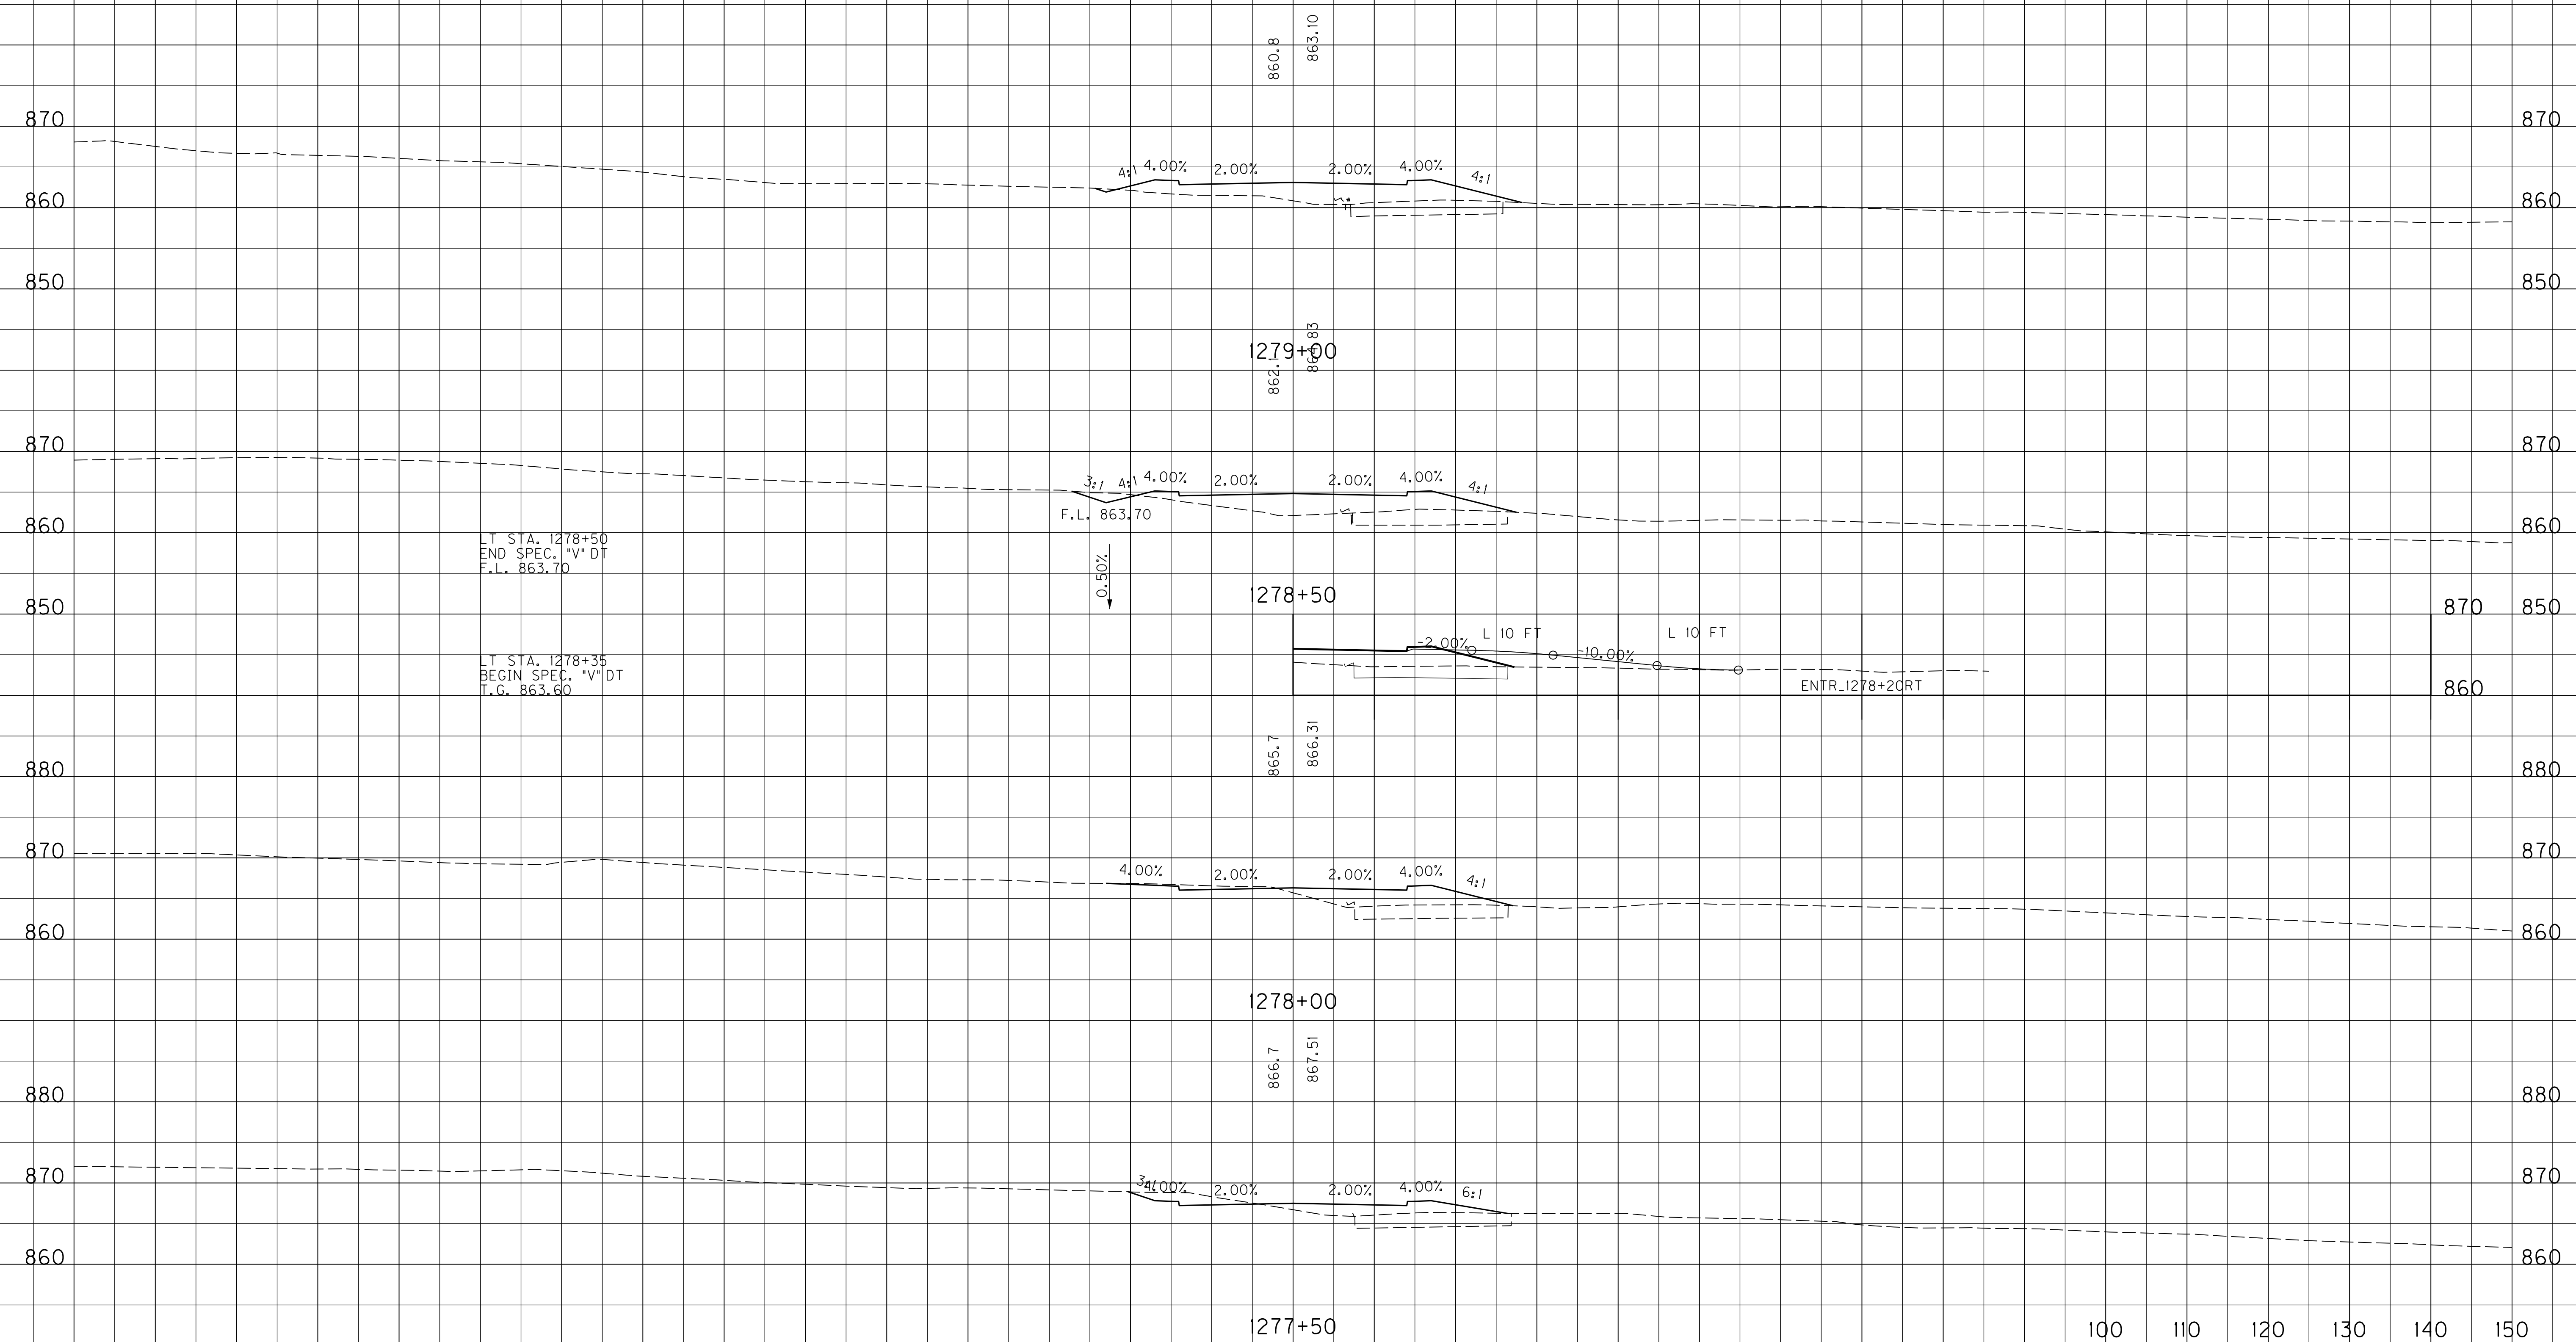 860.8 863.10
870 870
4:1 4.00% 2.00% 2.00% 4.00% 4:1
860 860
850 850
862.1 864.83
1279+00
870 870
3:1 4:1 4.00% 2.00% 2.00% 4.00% 4:1
F.L. 863.70
860 860
LT STA. 1278+50
END SPEC. "V" DT
F.L. 863.70
0.50%
1278+50
850 870 850
-2.00% L 10 FT -10.00% L 10 FT
LT STA. 1278+35
BEGIN SPEC. "V" DT
T.G. 863.60
ENTR_1278+20RT
860
865.7 866.31
880 880
870 870
4.00% 2.00% 2.00% 4.00% 4:1
860 860
1278+00
866.7 867.51
880 880
870 870
3:1 4.00% 2.00% 2.00% 4.00% 6:1
860 860
1277+50
100 110 120 130 140 150